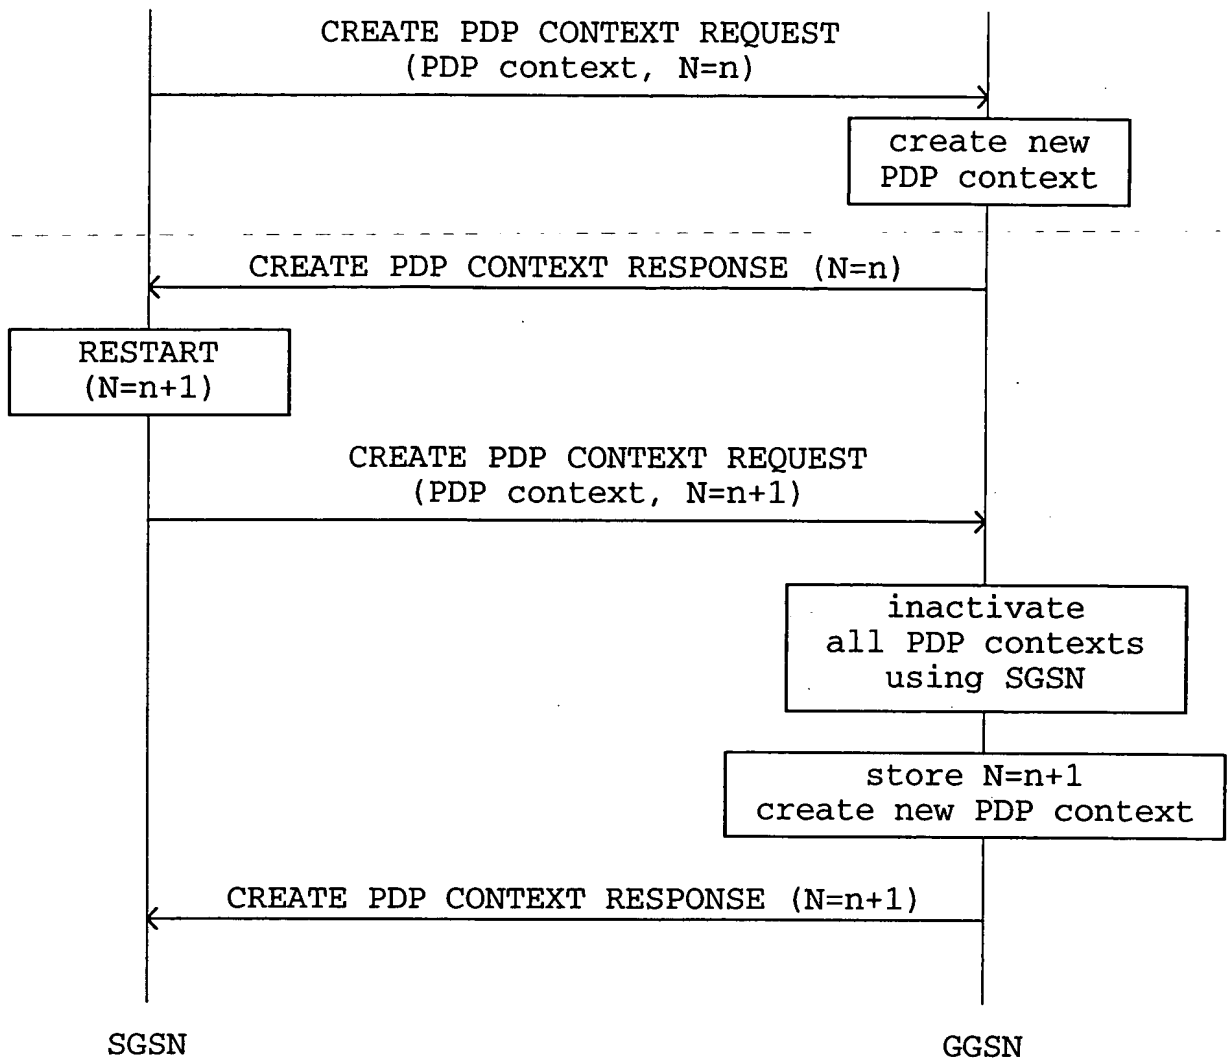 CREATE PDP CONTEXT REQUEST
(PDP context, N=n)
create new
PDP context
CREATE PDP CONTEXT RESPONSE (N=n)
RESTART
(N=n+1)
CREATE PDP CONTEXT REQUEST
(PDP context, N=n+1)
inactivate
all PDP contexts
using SGSN
store N=n+1
create new PDP context
CREATE PDP CONTEXT RESPONSE (N=n+1)
SGSN
GGSN